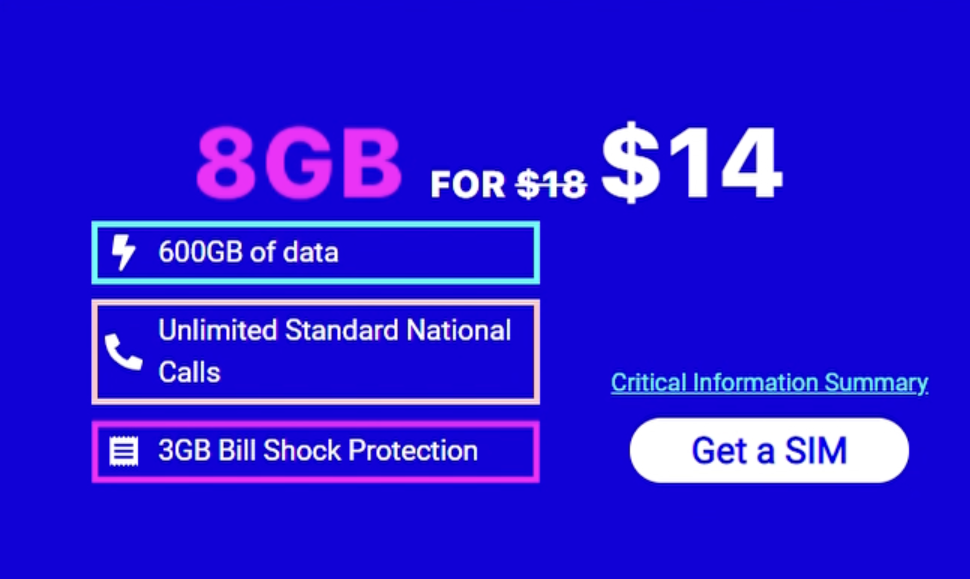 8GB FOR $18 $14
600GB of data
Unlimited Standard National
Calls
3GB Bill Shock Protection
Critical Information Summary
Get a SIM